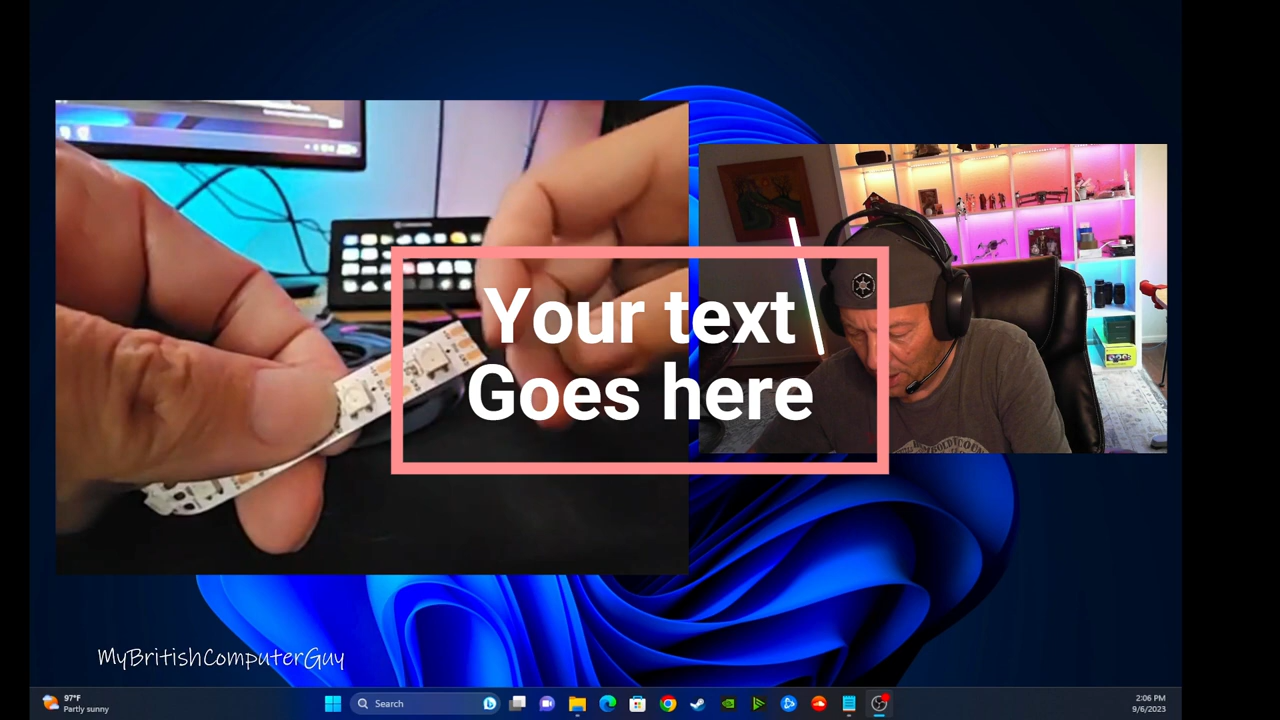 Your text
Goes here
MyBritishComputerGuy
97°F
Partly sunny
Search
2:06 PM
9/6/2023